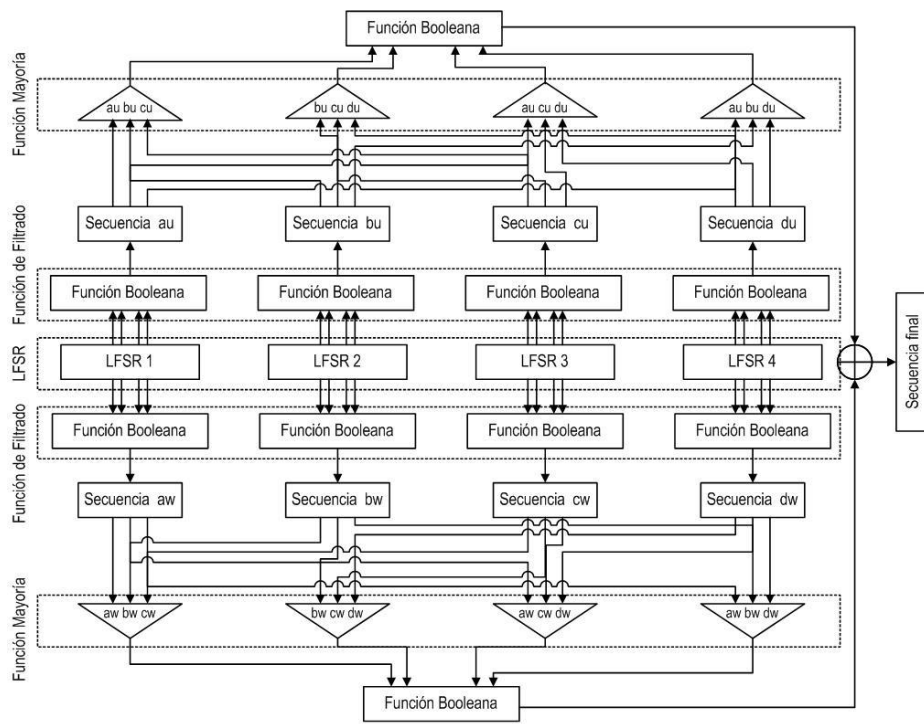 Función Booleana
Función Mayoría
au bu cu
bu cu du
au cu du
au bu du
Secuencia au
Secuencia bu
Secuencia cu
Secuencia du
Función de Filtrado
Función Booleana
Función Booleana
Función Booleana
Función Booleana
LFSR
LFSR 1
LFSR 2
LFSR 3
LFSR 4
Secuencia final
Función de Filtrado
Función Booleana
Función Booleana
Función Booleana
Función Booleana
Secuencia aw
Secuencia bw
Secuencia cw
Secuencia dw
Función Mayoría
aw bw cw
bw cw dw
aw cw dw
aw bw dw
Función Booleana